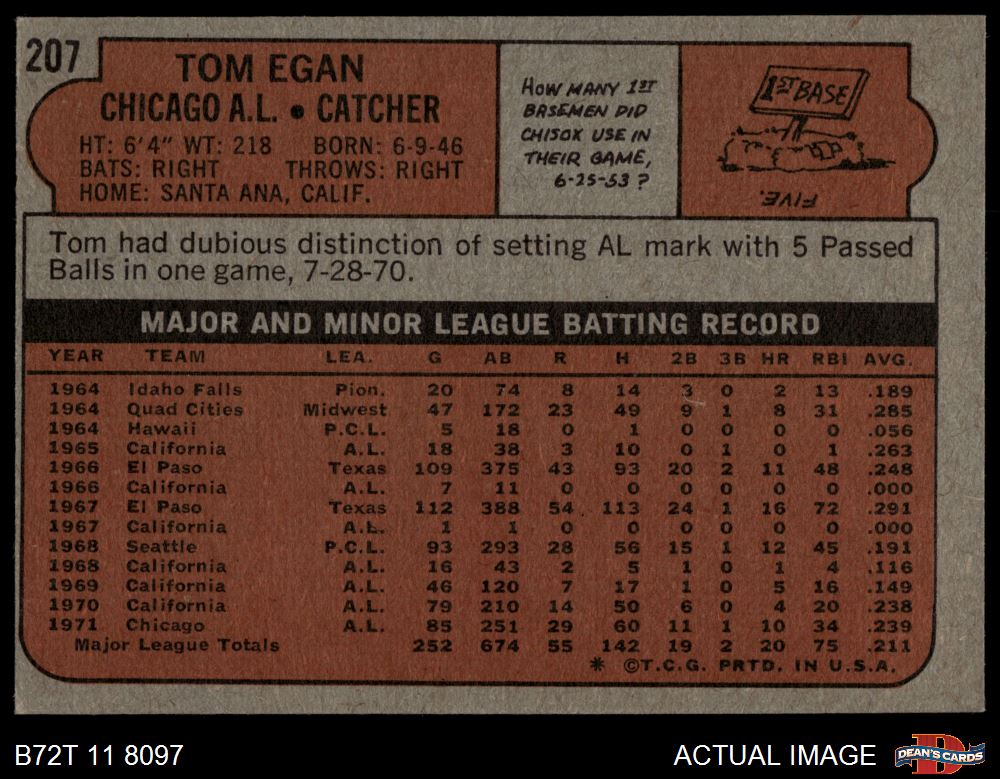 207
TOM EGAN
CHICAGO A.L. • CATCHER
HT: 6'4" WT: 218 BORN: 6-9-46
BATS: RIGHT THROWS: RIGHT
HOME: SANTA ANA, CALIF.
HOW MANY 1ST
BASEMEN DID
CHISOX USE IN
THEIR GAME,
6-25-53?
1ST BASE
FIVE.
Tom had dubious distinction of setting AL mark with 5 Passed
Balls in one game, 7-28-70.
MAJOR AND MINOR LEAGUE BATTING RECORD
YEAR TEAM LEA. G AB R H 2B 3B HR RBI AVG.
1964 Idaho Falls Pion. 20 74 8 14 3 0 2 13 .189
1964 Quad Cities Midwest 47 172 23 49 9 1 8 31 .285
1964 Hawaii P.C.L. 5 18 0 1 0 0 0 0 .056
1965 California A.L. 18 38 3 10 0 1 0 1 .263
1966 El Paso Texas 109 375 43 93 20 2 11 48 .248
1966 California A.L. 7 11 0 0 0 0 0 0 .000
1967 El Paso Texas 112 388 54 113 24 1 16 72 .291
1967 California A.L. 1 1 0 0 0 0 0 0 .000
1968 Seattle P.C.L. 93 293 28 56 15 1 12 45 .191
1968 California A.L. 16 43 2 5 1 0 1 4 .116
1969 California A.L. 46 120 7 17 1 0 5 16 .149
1970 California A.L. 79 210 14 50 6 0 4 20 .238
1971 Chicago A.L. 85 251 29 60 11 1 10 34 .239
Major League Totals 252 674 55 142 19 2 20 75 .211
* ©T.C.G. PRTD. IN U.S.A.
B72T 11 8097
ACTUAL IMAGE
DEAN'S CARDS